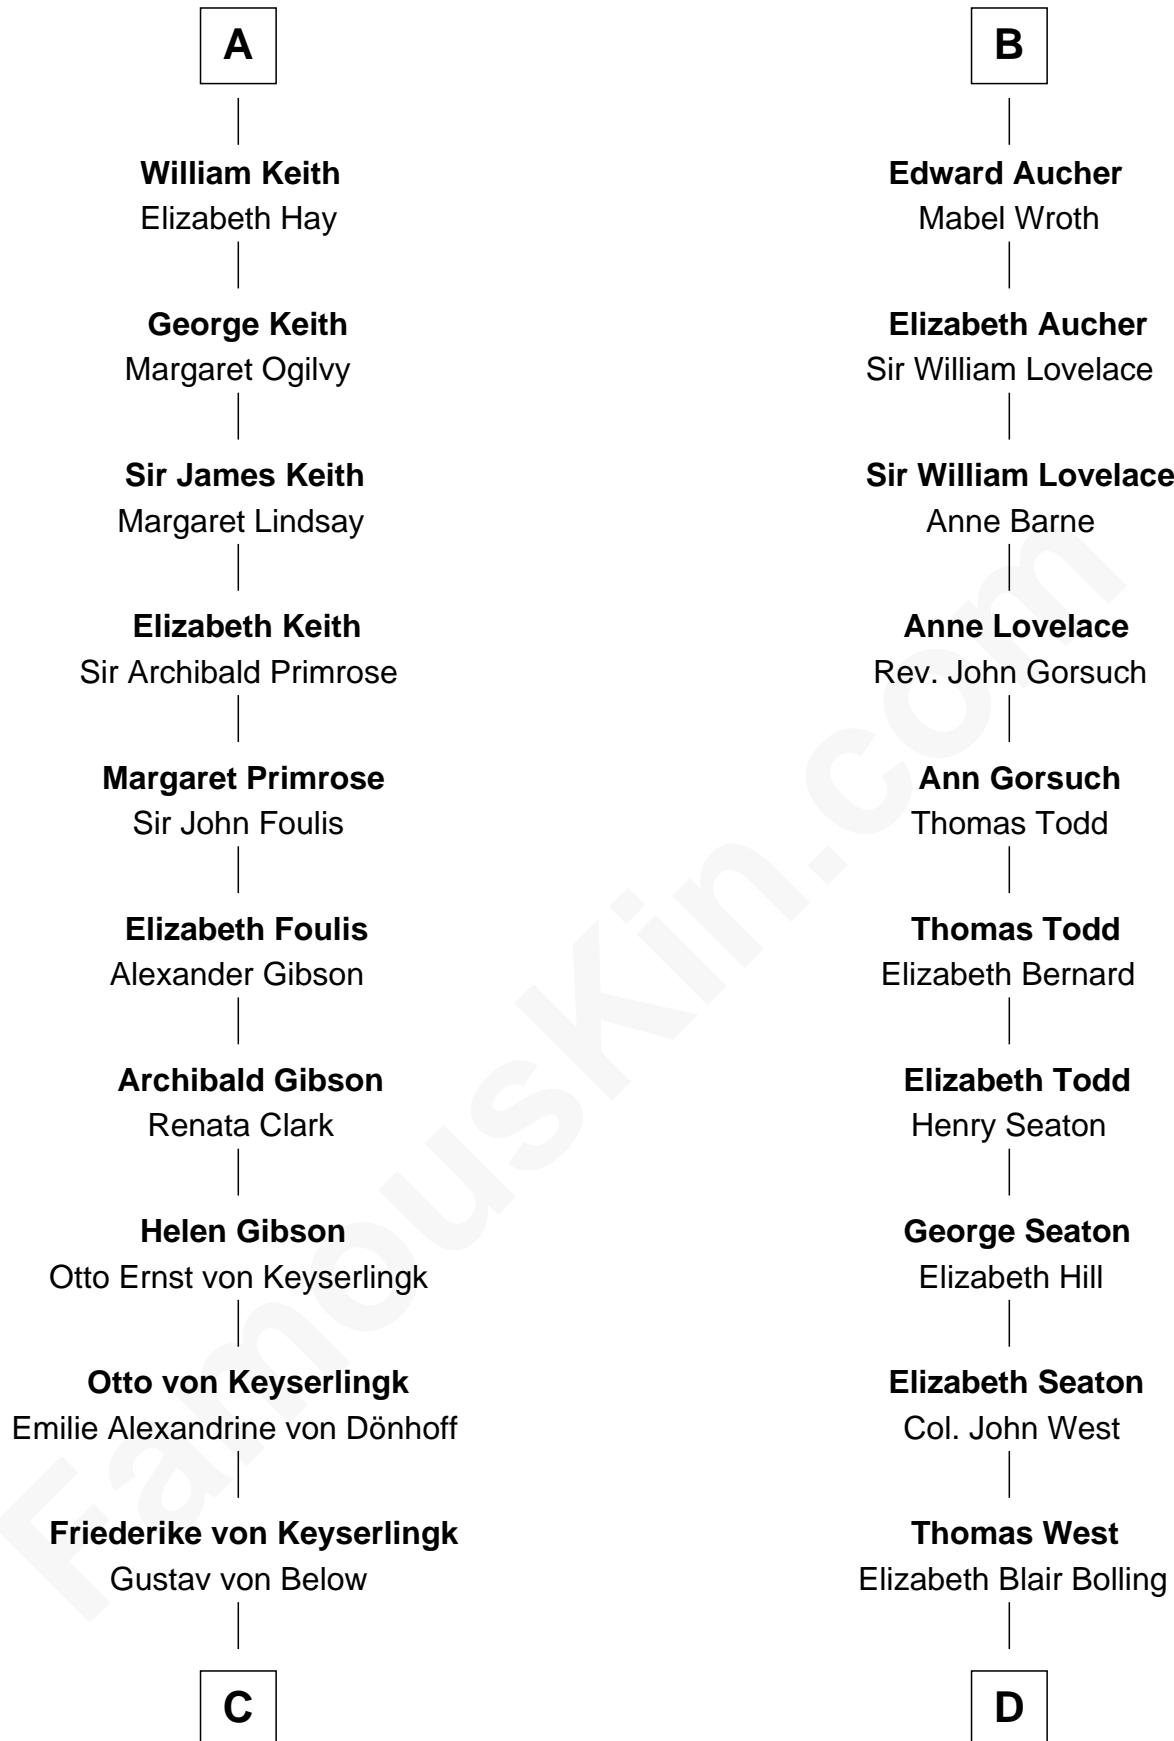 A
William Keith
Elizabeth Hay
George Keith
Margaret Ogilvy
Sir James Keith
Margaret Lindsay
Elizabeth Keith
Sir Archibald Primrose
Margaret Primrose
Sir John Foulis
Elizabeth Foulis
Alexander Gibson
Archibald Gibson
Renata Clark
Helen Gibson
Otto Ernst von Keyserlingk
Otto von Keyserlingk
Emilie Alexandrine von Dönhoff
Friederike von Keyserlingk
Gustav von Below
C
B
Edward Aucher
Mabel Wroth
Elizabeth Aucher
Sir William Lovelace
Sir William Lovelace
Anne Barne
Anne Lovelace
Rev. John Gorsuch
Ann Gorsuch
Thomas Todd
Thomas Todd
Elizabeth Bernard
Elizabeth Todd
Henry Seaton
George Seaton
Elizabeth Hill
Elizabeth Seaton
Col. John West
Thomas West
Elizabeth Blair Bolling
D
FamousKin.com